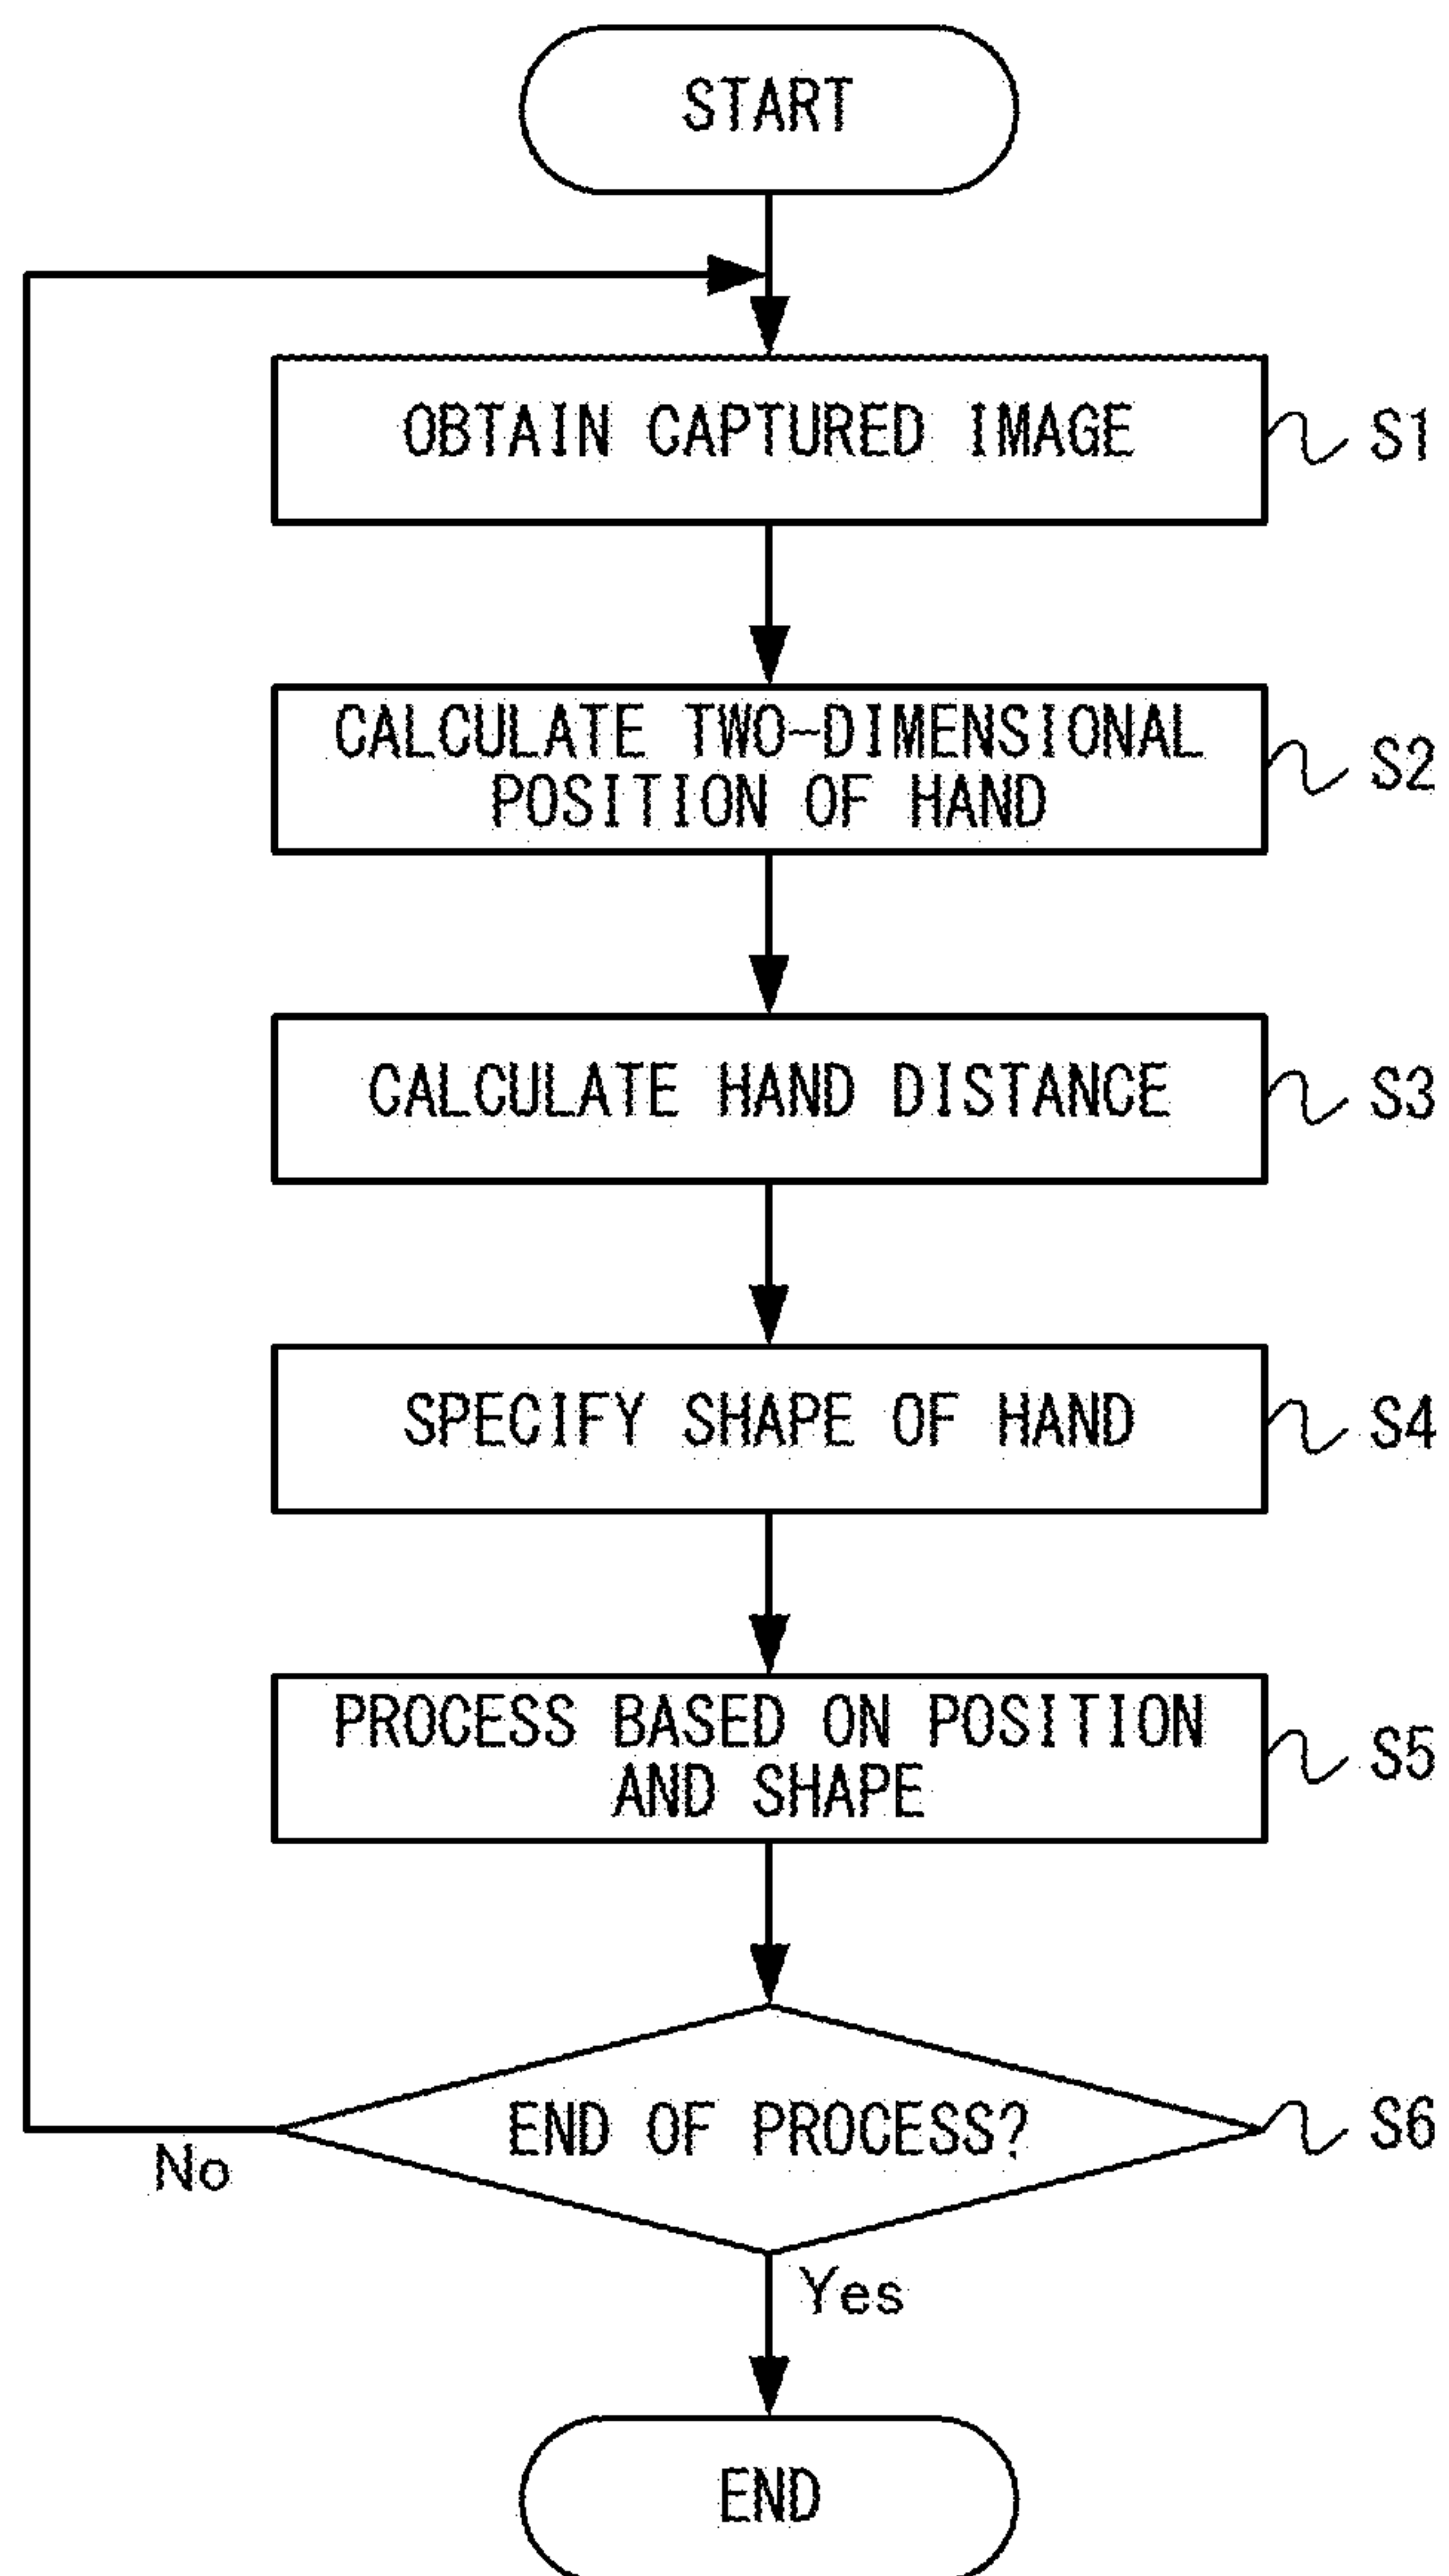 START
OBTAIN CAPTURED IMAGE
S1
CALCULATE TWO-DIMENSIONAL
POSITION OF HAND
S2
CALCULATE HAND DISTANCE
S3
SPECIFY SHAPE OF HAND
S4
PROCESS BASED ON POSITION
AND SHAPE
S5
END OF PROCESS?
S6
No
Yes
END